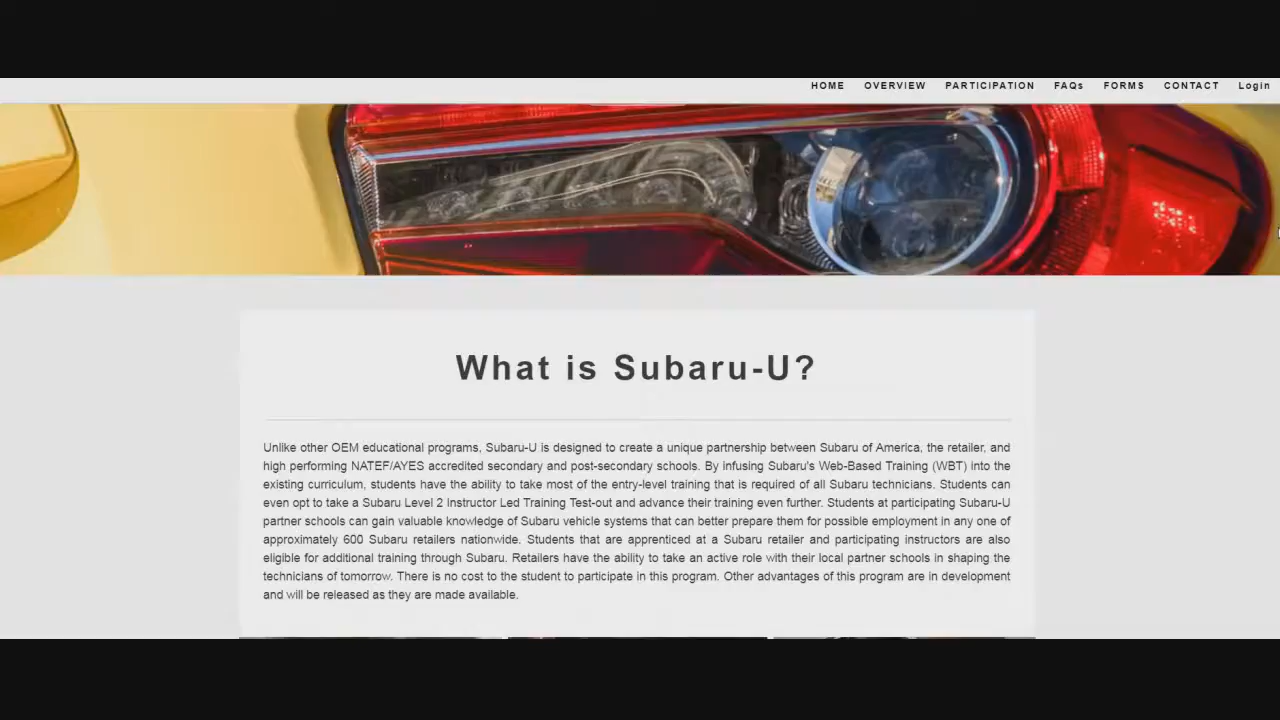 HOME OVERVIEW PARTICIPATION FAQs FORMS CONTACT Login
What is Subaru-U?
Unlike other OEM educational programs, Subaru-U is designed to create a unique partnership between Subaru of America, the retailer, and
high performing NATEF/AYES accredited secondary and post-secondary schools. By infusing Subaru's Web-Based Training (WBT) into the
existing curriculum, students have the ability to take most of the entry-level training that is required of all Subaru technicians. Students can
even opt to take a Subaru Level 2 Instructor Led Training Test-out and advance their training even further. Students at participating Subaru-U
partner schools can gain valuable knowledge of Subaru vehicle systems that can better prepare them for possible employment in any one of
approximately 600 Subaru retailers nationwide. Students that are apprenticed at a Subaru retailer and participating instructors are also
eligible for additional training through Subaru. Retailers have the ability to take an active role with their local partner schools in shaping the
technicians of tomorrow. There is no cost to the student to participate in this program. Other advantages of this program are in development
and will be released as they are made available.